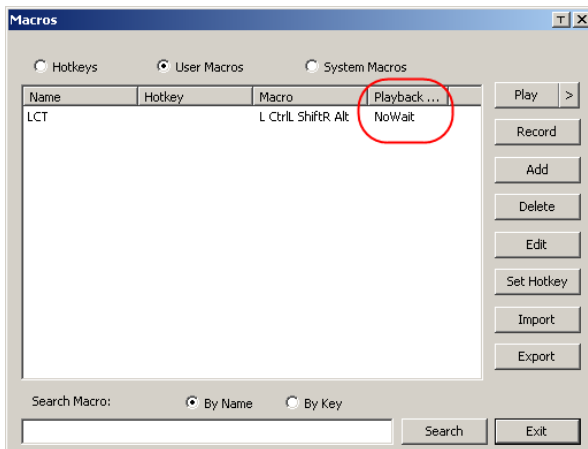 Macros
Hotkeys User Macros System Macros
Name Hotkey Macro Playback ... Play >
LCT L CtrlL ShiftR Alt NoWait
Record
Add
Delete
Edit
Set Hotkey
Import
Export
Search Macro: By Name By Key
Search Exit